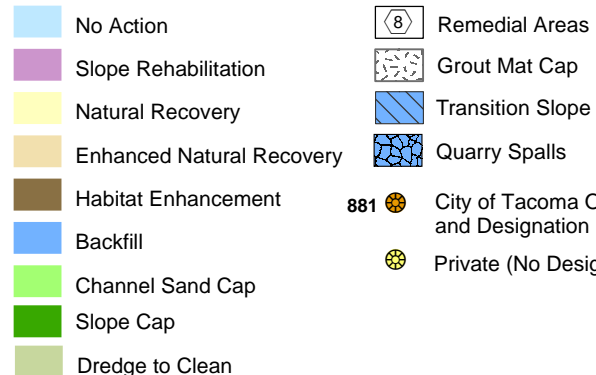 No Action
Slope Rehabilitation
Natural Recovery
Enhanced Natural Recovery
Habitat Enhancement
Backfill
Channel Sand Cap
Slope Cap
Dredge to Clean
8 Remedial Areas
Grout Mat Cap
Transition Slope
Quarry Spalls
881 City of Tacoma
and Designation
Private (No